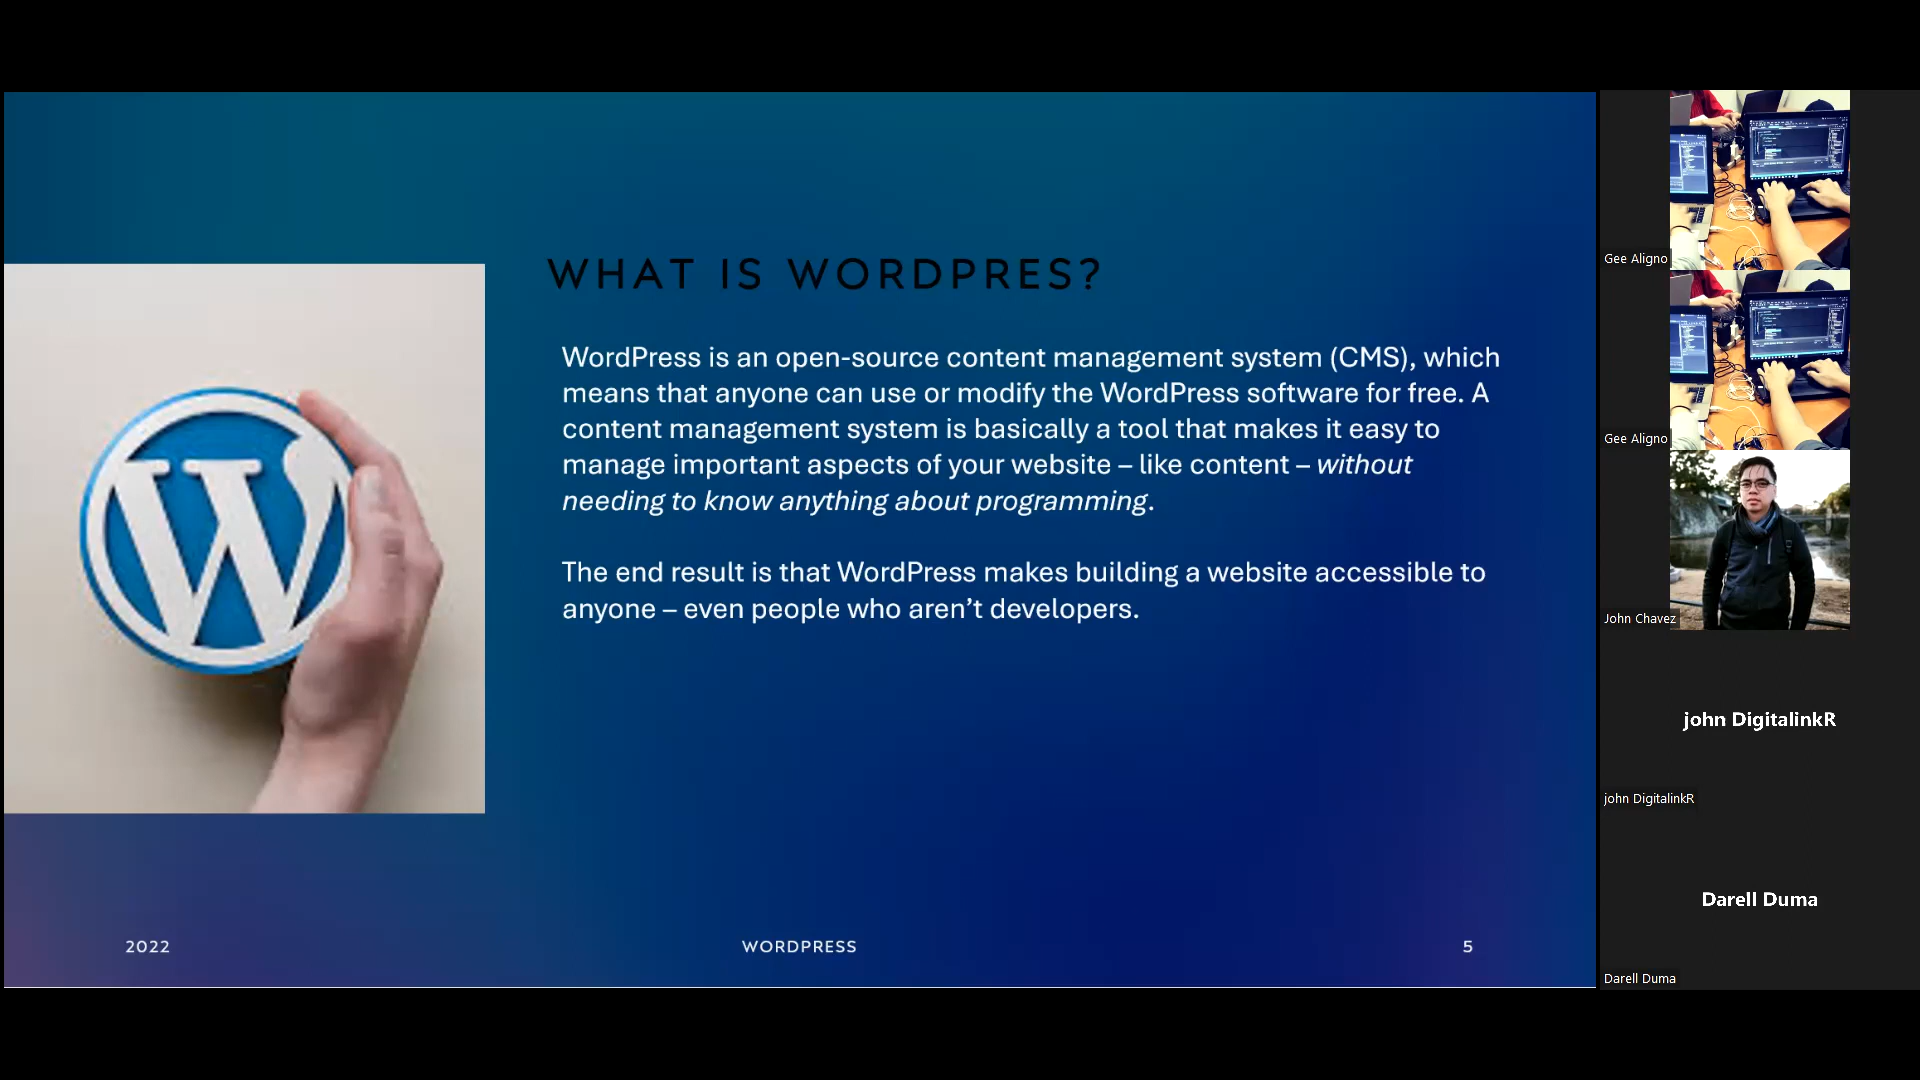 WHAT IS WORDPRES?
WordPress is an open-source content management system (CMS), which
means that anyone can use or modify the WordPress software for free. A
content management system is basically a tool that makes it easy to
manage important aspects of your website – like content – without
needing to know anything about programming.
The end result is that WordPress makes building a website accessible to
anyone – even people who aren’t developers.
2022
WORDPRESS
5
Gee Aligno
Gee Aligno
John Chavez
john DigitalinkR
john DigitalinkR
Darell Duma
Darell Duma